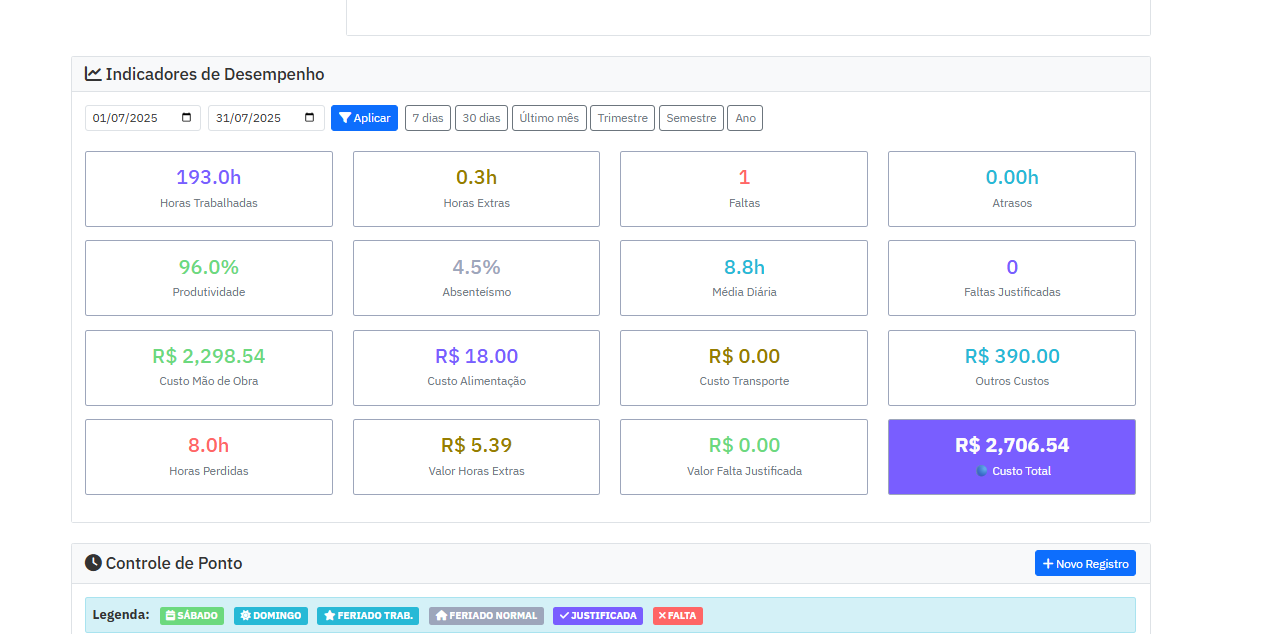 Indicadores de Desempenho
01/07/2025 31/07/2025 Aplicar 7 dias 30 dias Último mês Trimestre Semestre Ano
193.0h 0.3h 1 0.00h
Horas Trabalhadas Horas Extras Faltas Atrasos
96.0% 4.5% 8.8h 0
Produtividade Absenteísmo Média Diária Faltas Justificadas
R$ 2,298.54 R$ 18.00 R$ 0.00 R$ 390.00
Custo Mão de Obra Custo Alimentação Custo Transporte Outros Custos
8.0h R$ 5.39 R$ 0.00 R$ 2,706.54
Horas Perdidas Valor Horas Extras Valor Falta Justificada Custo Total
Controle de Ponto Novo Registro
Legenda: SÁBADO DOMINGO FERIADO TRAB. FERIADO NORMAL JUSTIFICADA FALTA